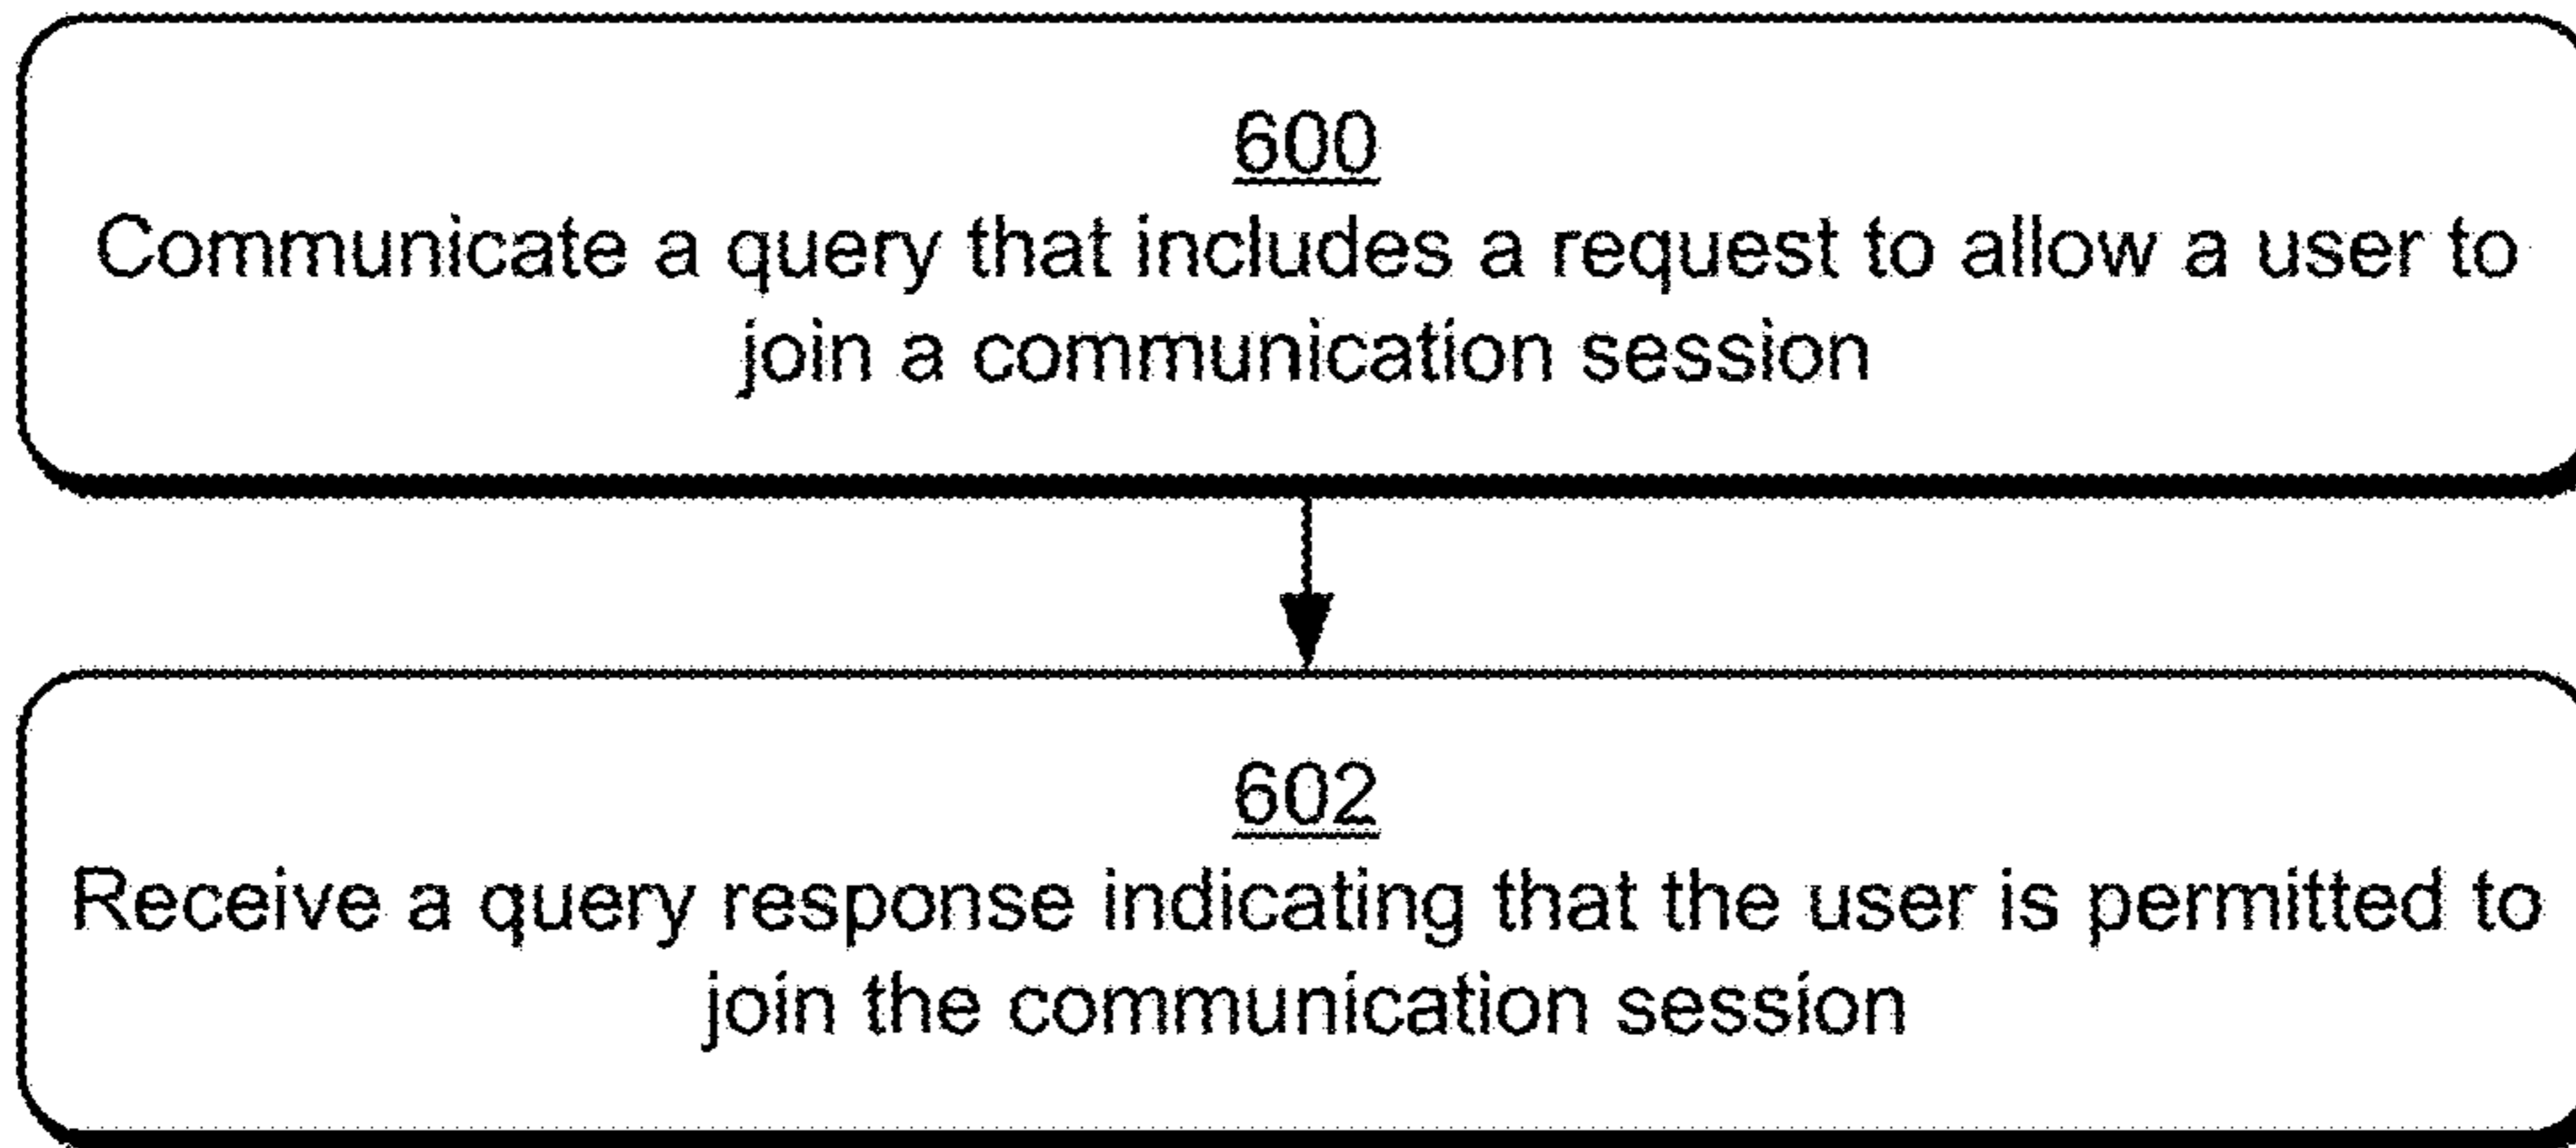 600
Communicate a query that includes a request to allow a user to
join a communication session
602
Receive a query response indicating that the user is permitted to
join the communication session